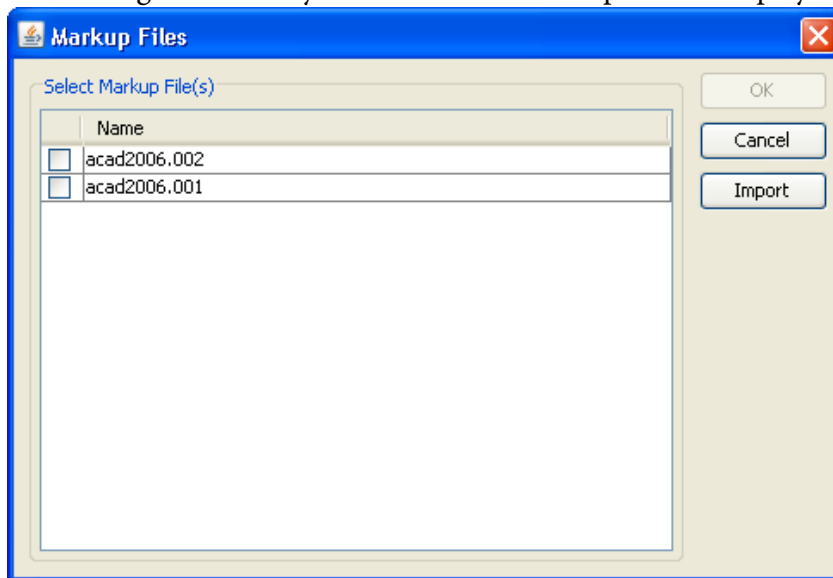 Markup Files
Select Markup File(s)
OK
Name
Cancel
acad2006.002
acad2006.001
Import